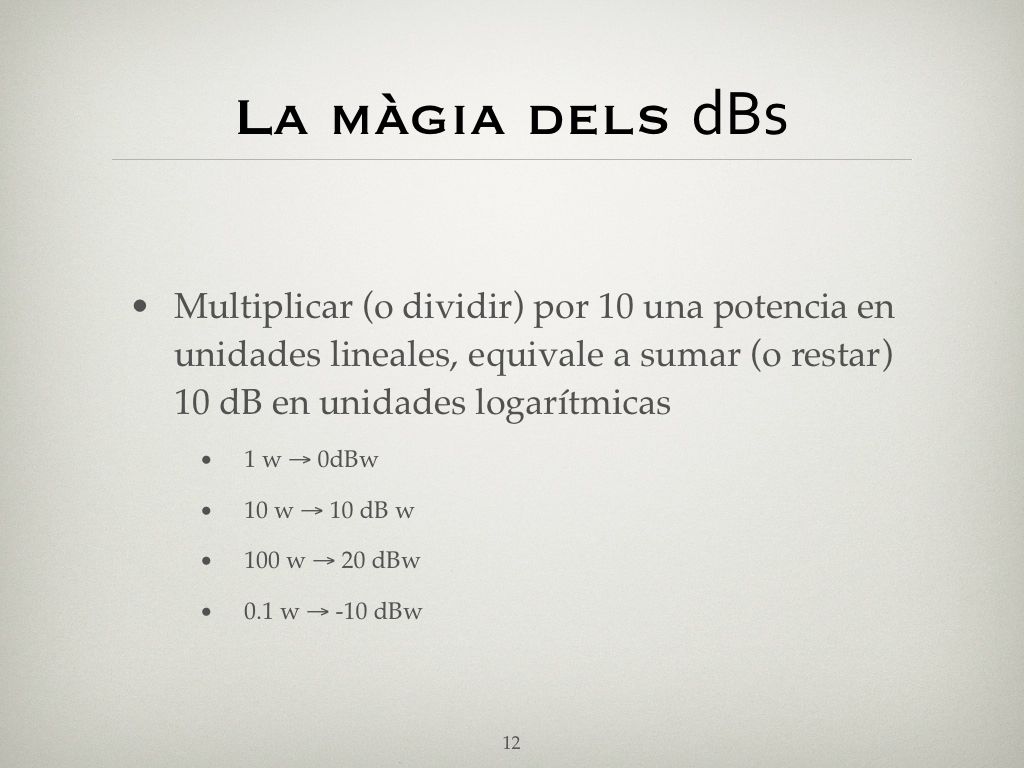 La màgia dels dBs
• Multiplicar (o dividir) por 10 una potencia en
unidades lineales, equivale a sumar (o restar)
10 dB en unidades logarítmicas
• 1 w → 0dBw
• 10 w → 10 dB w
• 100 w → 20 dBw
• 0.1 w → -10 dBw
12